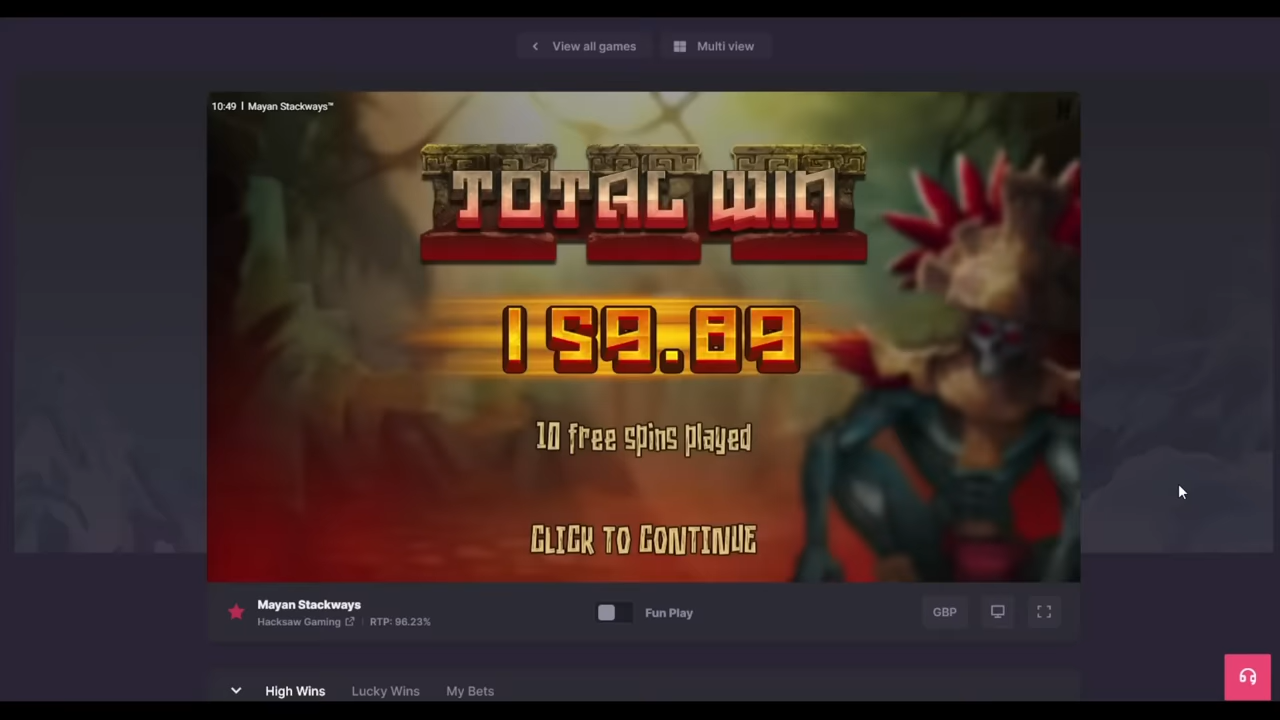 View all games Multi view
10:49 | Mayan Stackways™
TOTAL WIN
159.89
10 free spins played
CLICK TO CONTINUE
Mayan Stackways
Hacksaw Gaming RTP: 96.23%
Fun Play
GBP
High Wins Lucky Wins My Bets